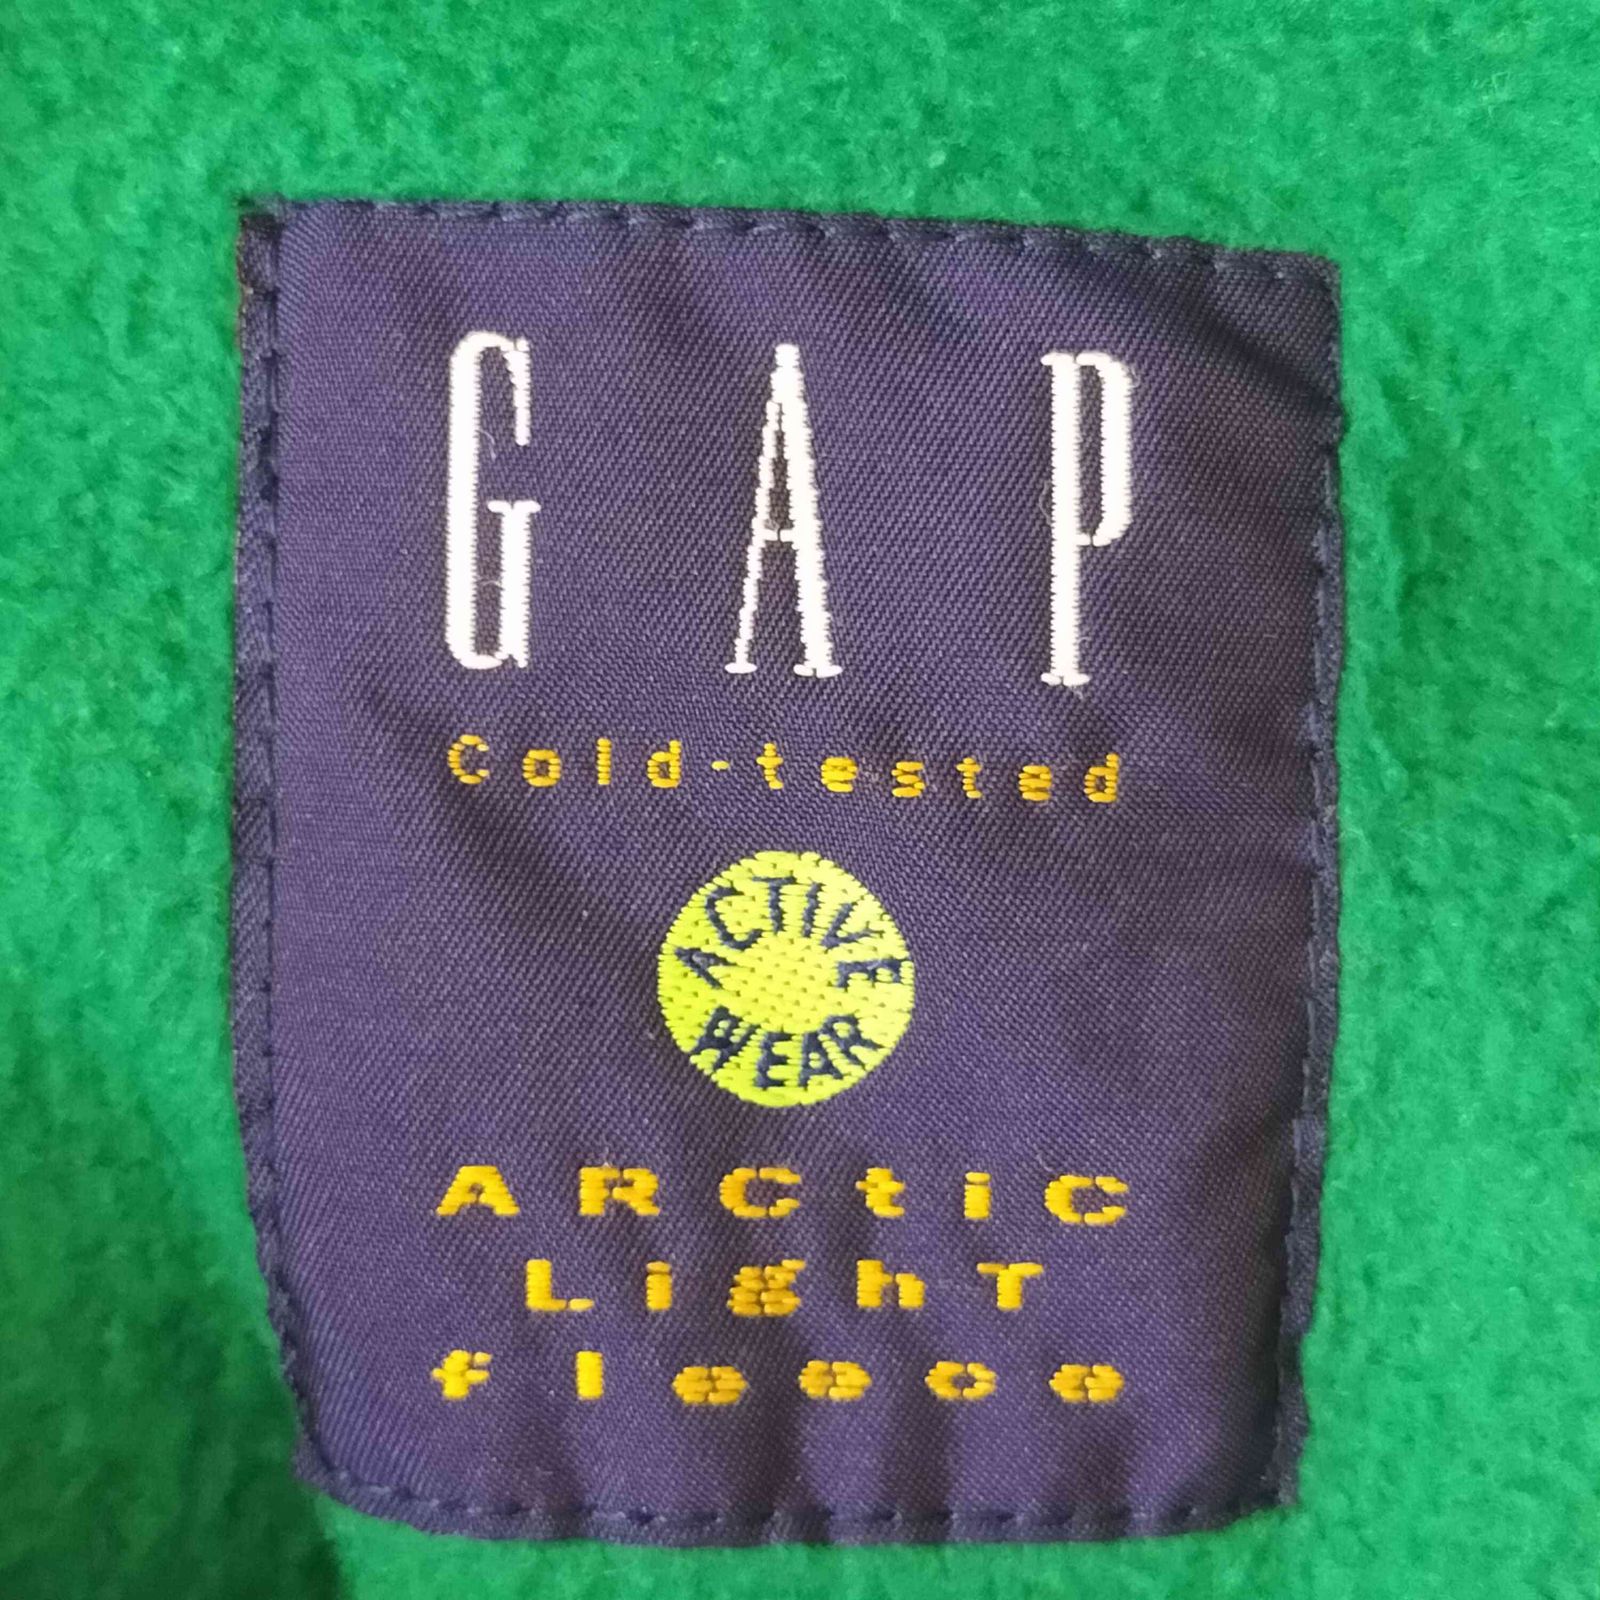 GAP
Cold-tested
ACTIVE
WEAR
ARCtiC
LighT
fleece